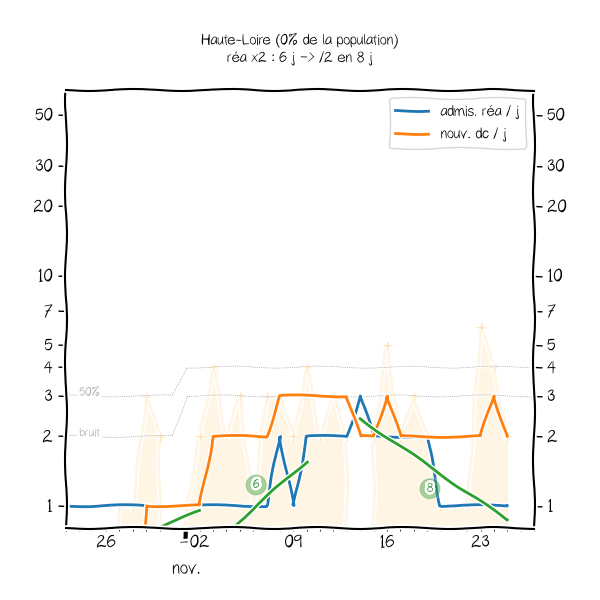 Haute-Loire (0% de la population)
réa x2 : 6 j -> /2 en 8 j
admis. réa / j
nouv. dc / j
50 50
30 30
20 20
10 10
7 7
5 5
4 4
3 3
2 2
1 1
50%
bruit
6
8
26 02 09 16 23
nov.